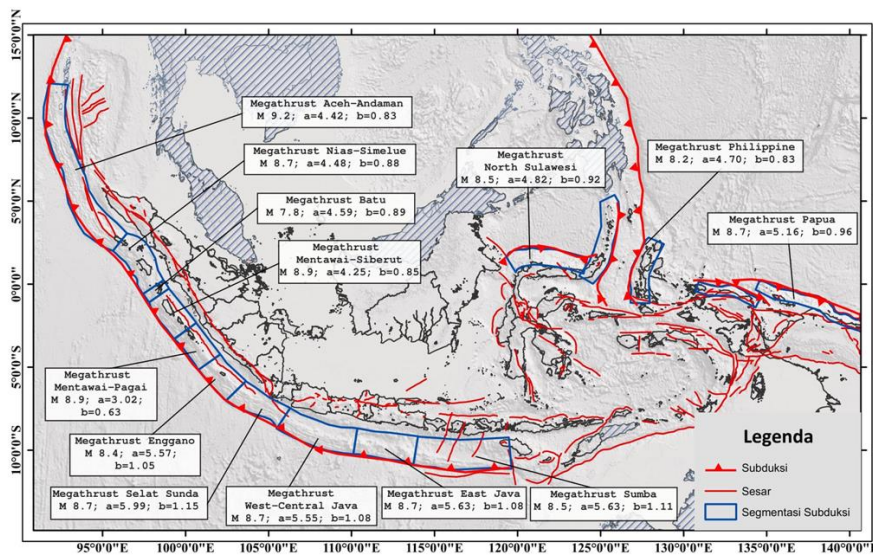 15°0'0"N
10°0'0"N
5°0'0"N
0°0'0"
5°0'0"S
10°0'0"S
Megathrust Aceh-Andaman
M 9.2; a=4.42; b=0.83
Megathrust Nias-Simelue
M 8.7; a=4.48; b=0.88
Megathrust Batu
M 7.8; a=4.59; b=0.89
Megathrust
Mentawai-Siberut
M 8.9; a=4.25; b=0.85
Megathrust
North Sulawesi
M 8.5; a=4.82; b=0.92
Megathrust Philippine
M 8.2; a=4.70; b=0.83
Megathrust Papua
M 8.7; a=5.16; b=0.96
Megathrust
Mentawai-Pagai
M 8.9; a=3.02;
b=0.63
Megathrust Enggano
M 8.4; a=5.57;
b=1.05
Megathrust Selat Sunda
M 8.7; a=5.99; b=1.15
Megathrust
West-Central Java
M 8.7; a=5.55; b=1.08
Megathrust East Java
M 8.7; a=5.63; b=1.08
Megathrust Sumba
M 8.5; a=5.63; b=1.11
Legenda
Subduksi
Sesar
Segmentasi Subduksi
95°0'0"E
100°0'0"E
105°0'0"E
110°0'0"E
115°0'0"E
120°0'0"E
125°0'0"E
130°0'0"E
135°0'0"E
140°0'0"E